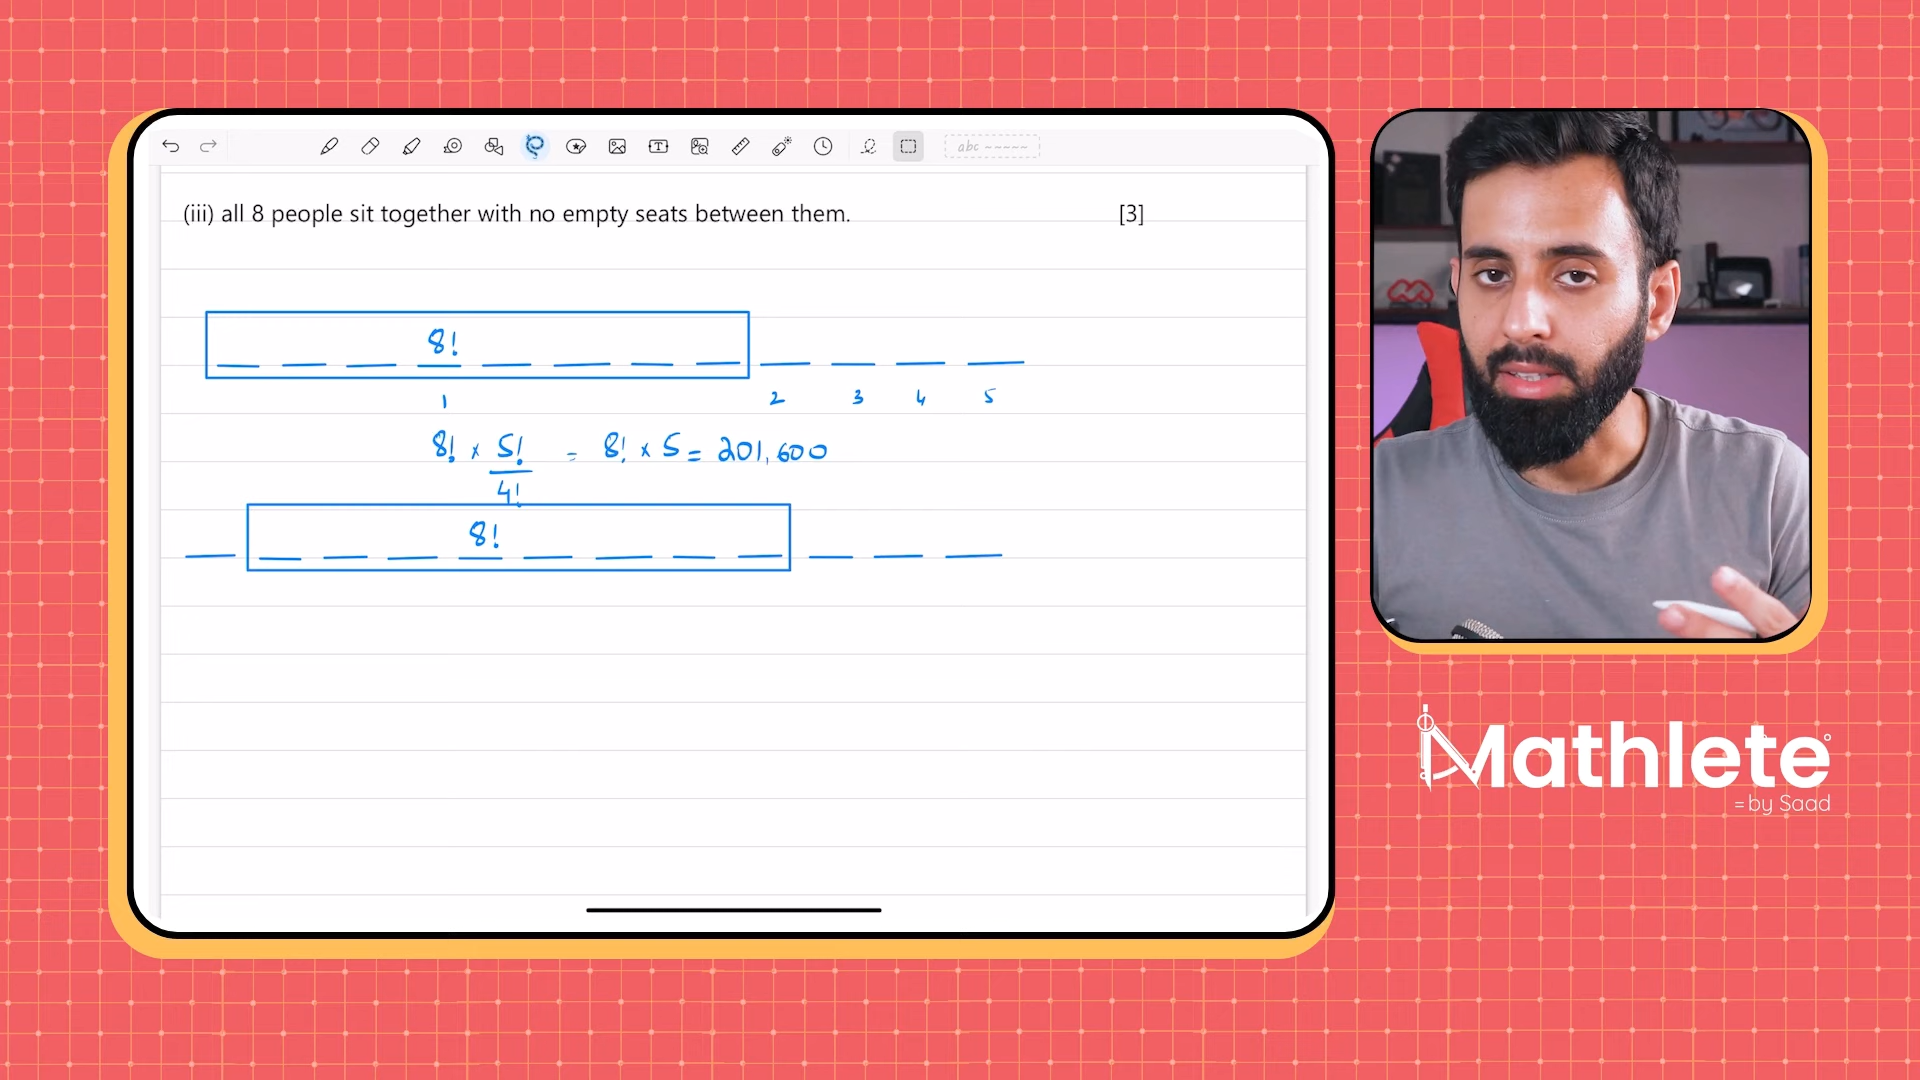 abc
(iii) all 8 people sit together with no empty seats between them. [3]
8!
1 2 3 4 5
8! × 5!/4! = 8! × 5 = 201,600
8!
Mathlete
=by Saad